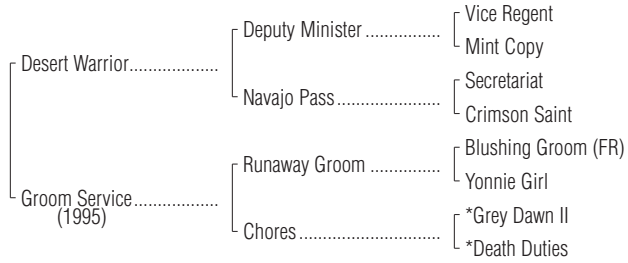 Vice Regent
Deputy Minister ..................
Mint Copy
Desert Warrior....................
Secretariat
Navajo Pass.......................
Crimson Saint
Blushing Groom (FR)
Runaway Groom ................
Yonnie Girl
Groom Service...................
(1995)
*Grey Dawn II
Chores ................................
*Death Duties